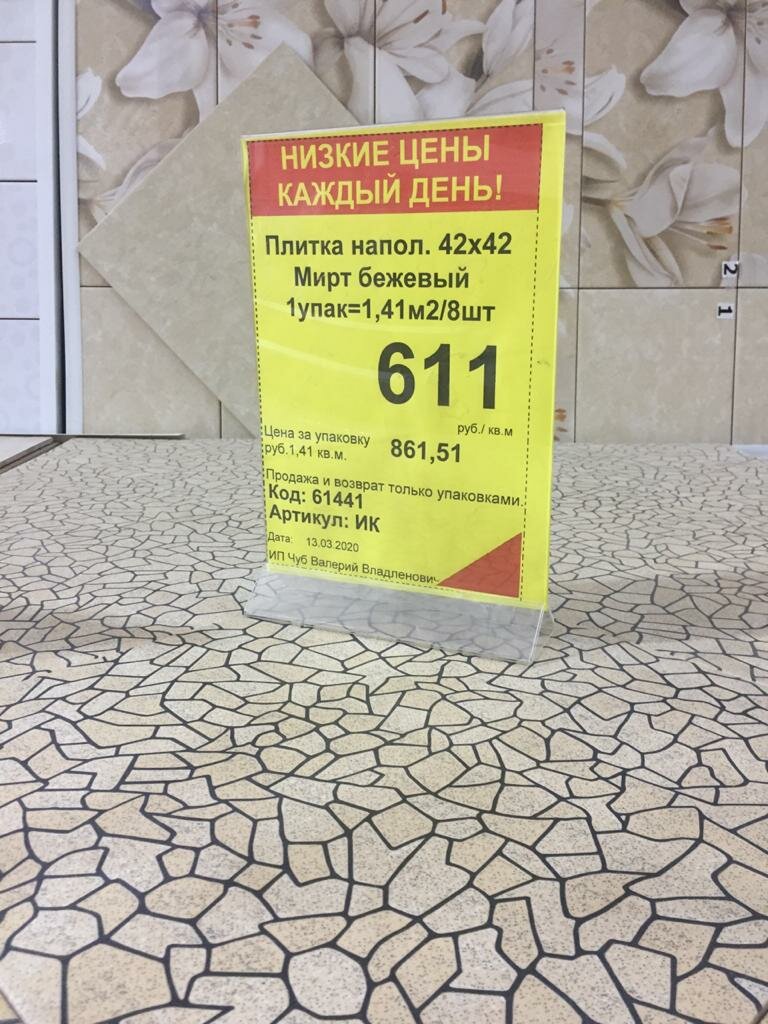 НИЗКИЕ ЦЕНЫ
КАЖДЫЙ ДЕНЬ!
Плитка напол. 42х42
Мирт бежевый
1упак=1,41м2/8шт
611
руб./ кв.м
Цена за упаковку
руб.1,41 кв.м.
861,51
Продажа и возврат только упаковками.
Код: 61441
Артикул: ИК
Дата: 13.03.2020
ИП Чуб Валерий Владленович
2
1